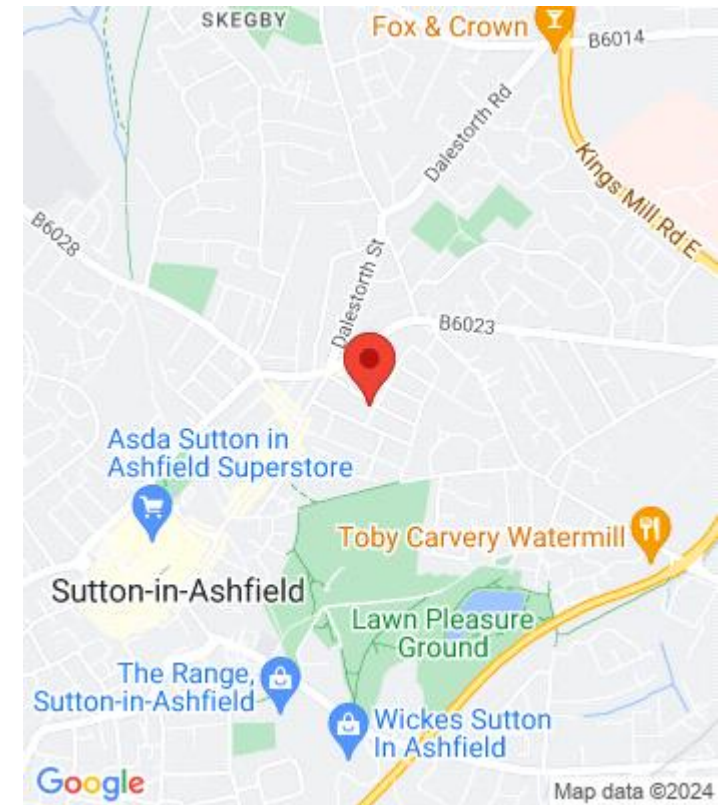 SKEGBY
Fox & Crown
B6014
Dalestorth Rd
Kings Mill Rd E
B6028
Dalestorth St
B6023
Asda Sutton in
Ashfield Superstore
Toby Carvery Watermill
Sutton-in-Ashfield
Lawn Pleasure
Ground
The Range,
Sutton-in-Ashfield
Wickes Sutton
In Ashfield
Google
Map data ©2024